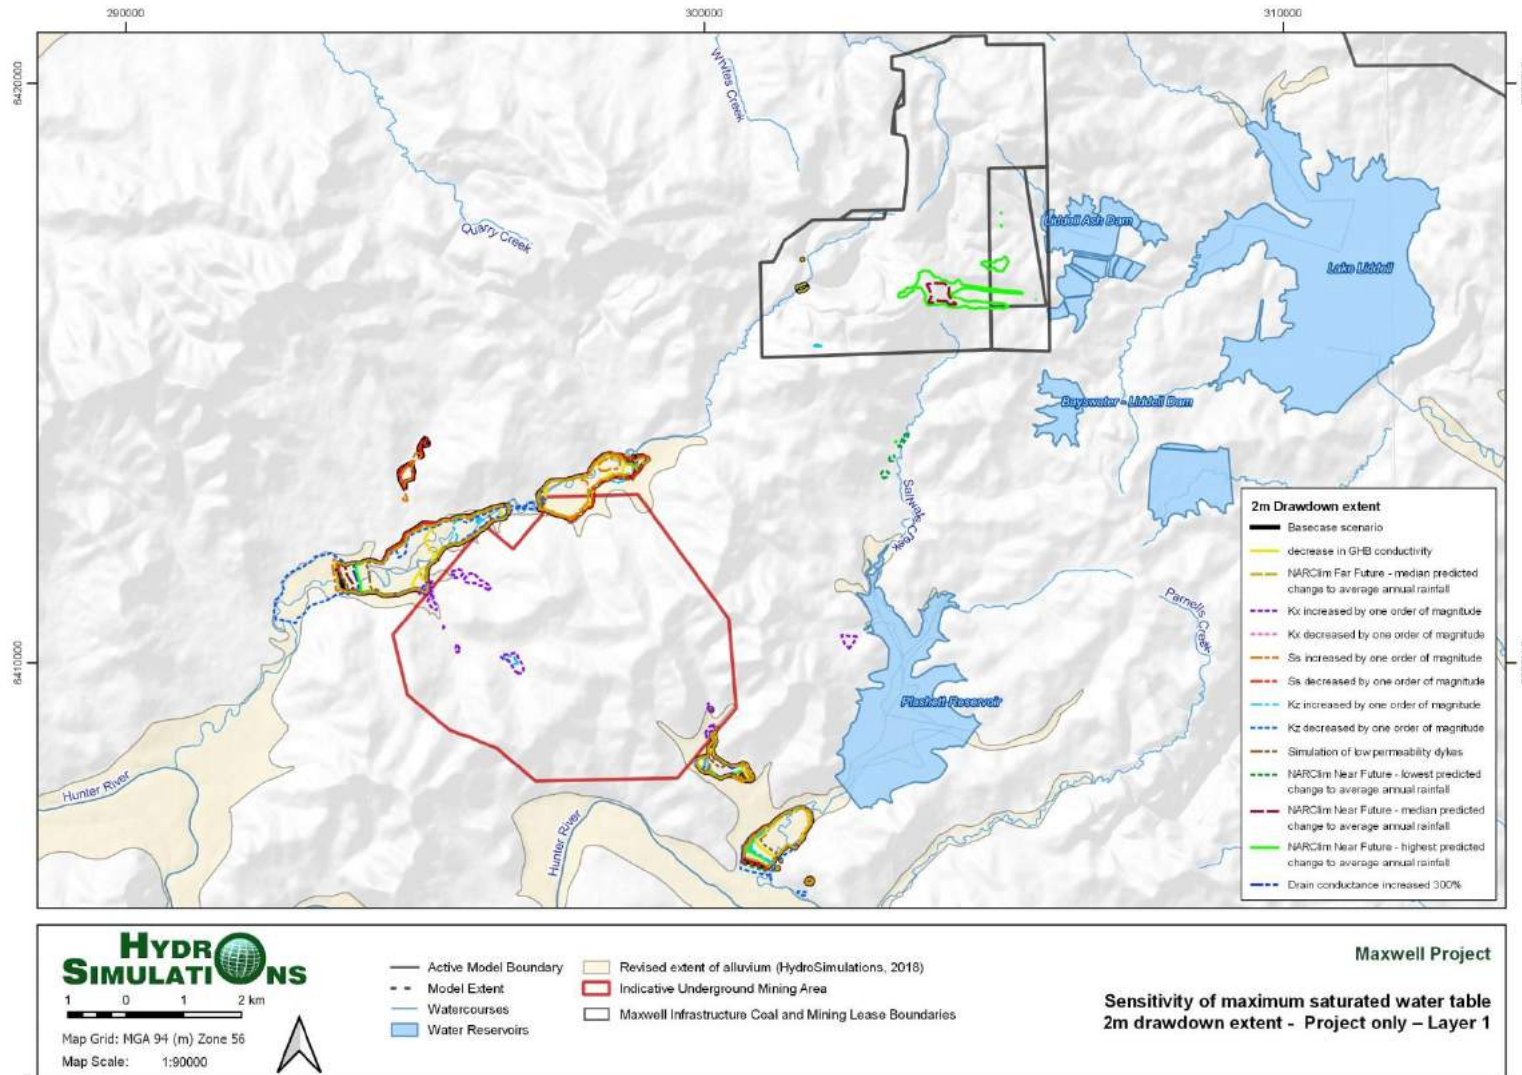 290000
300000
310000
6420000
6410000
Whites Creek
Quarry Creek
Liddell Ash Dam
Lake Liddell
Bayswater - Liddell Dam
Saltwater Creek
Parnells Creek
Plashett Reservoir
Hunter River
Hunter River
2m Drawdown extent
Basecase scenario
decrease in GHB conductivity
NARClim Far Future - median predicted
change to average annual rainfall
Kx increased by one order of magnitude
Kx decreased by one order of magnitude
Ss increased by one order of magnitude
Ss decreased by one order of magnitude
Kz increased by one order of magnitude
Kz decreased by one order of magnitude
Simulation of low permeability dykes
NARClim Near Future - lowest predicted
change to average annual rainfall
NARClim Near Future - median predicted
change to average annual rainfall
NARClim Near Future - highest predicted
change to average annual rainfall
Drain conductance increased 300%
HYDRO
SIMULATIONS
1 0 1 2 km
Map Grid: MGA 94 (m) Zone 56
Map Scale: 1:90000
Active Model Boundary
Model Extent
Watercourses
Water Reservoirs
Revised extent of alluvium (HydroSimulations, 2018)
Indicative Underground Mining Area
Maxwell Infrastructure Coal and Mining Lease Boundaries
Maxwell Project
Sensitivity of maximum saturated water table
2m drawdown extent - Project only – Layer 1